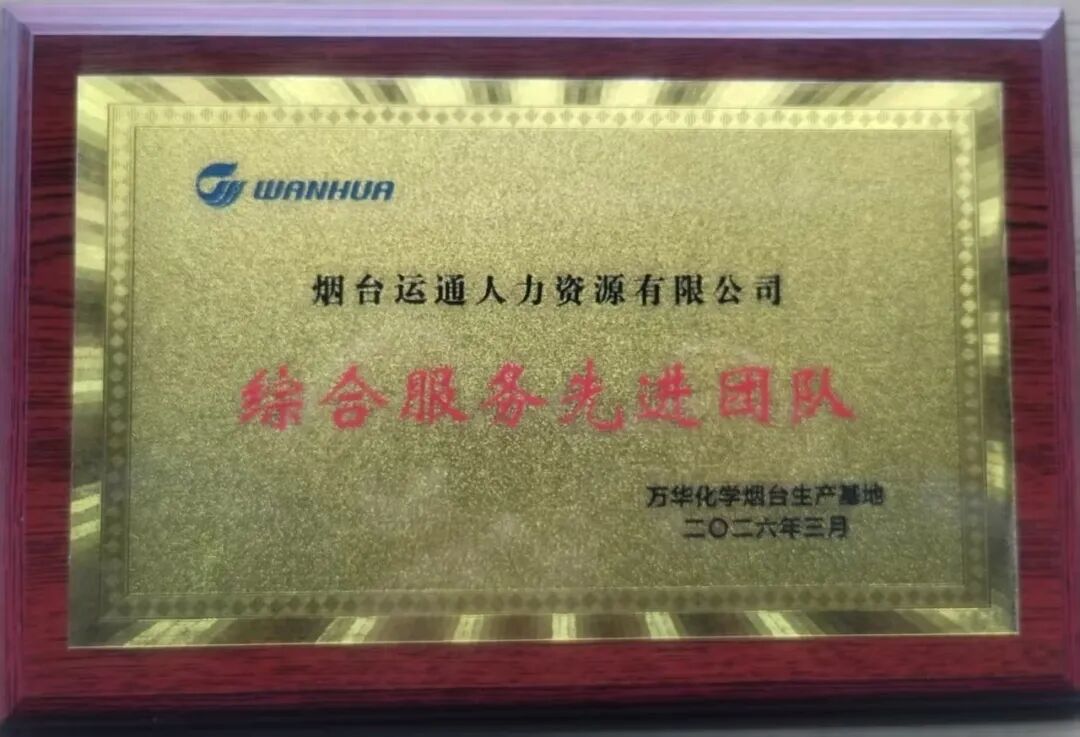 WANHUA
烟台运通人力资源有限公司
综合服务先进团队
万华化学烟台生产基地
二〇二六年三月